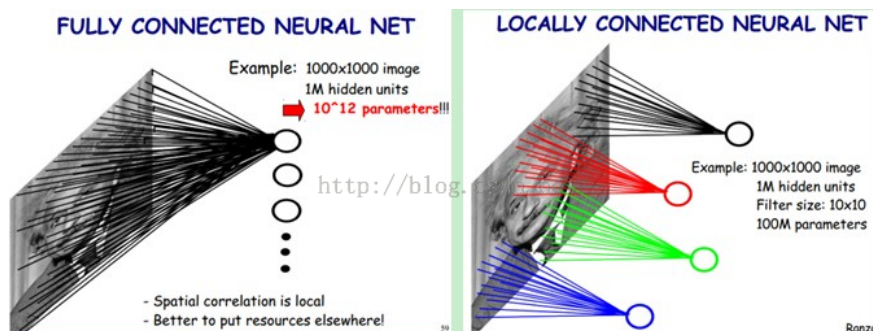 FULLY CONNECTED NEURAL NET
Example: 1000x1000 image
1M hidden units
10^12 parameters!!!
- Spatial correlation is local
- Better to put resources elsewhere!
59
http://blog.
LOCALLY CONNECTED NEURAL NET
Example: 1000x1000 image
1M hidden units
Filter size: 10x10
100M parameters